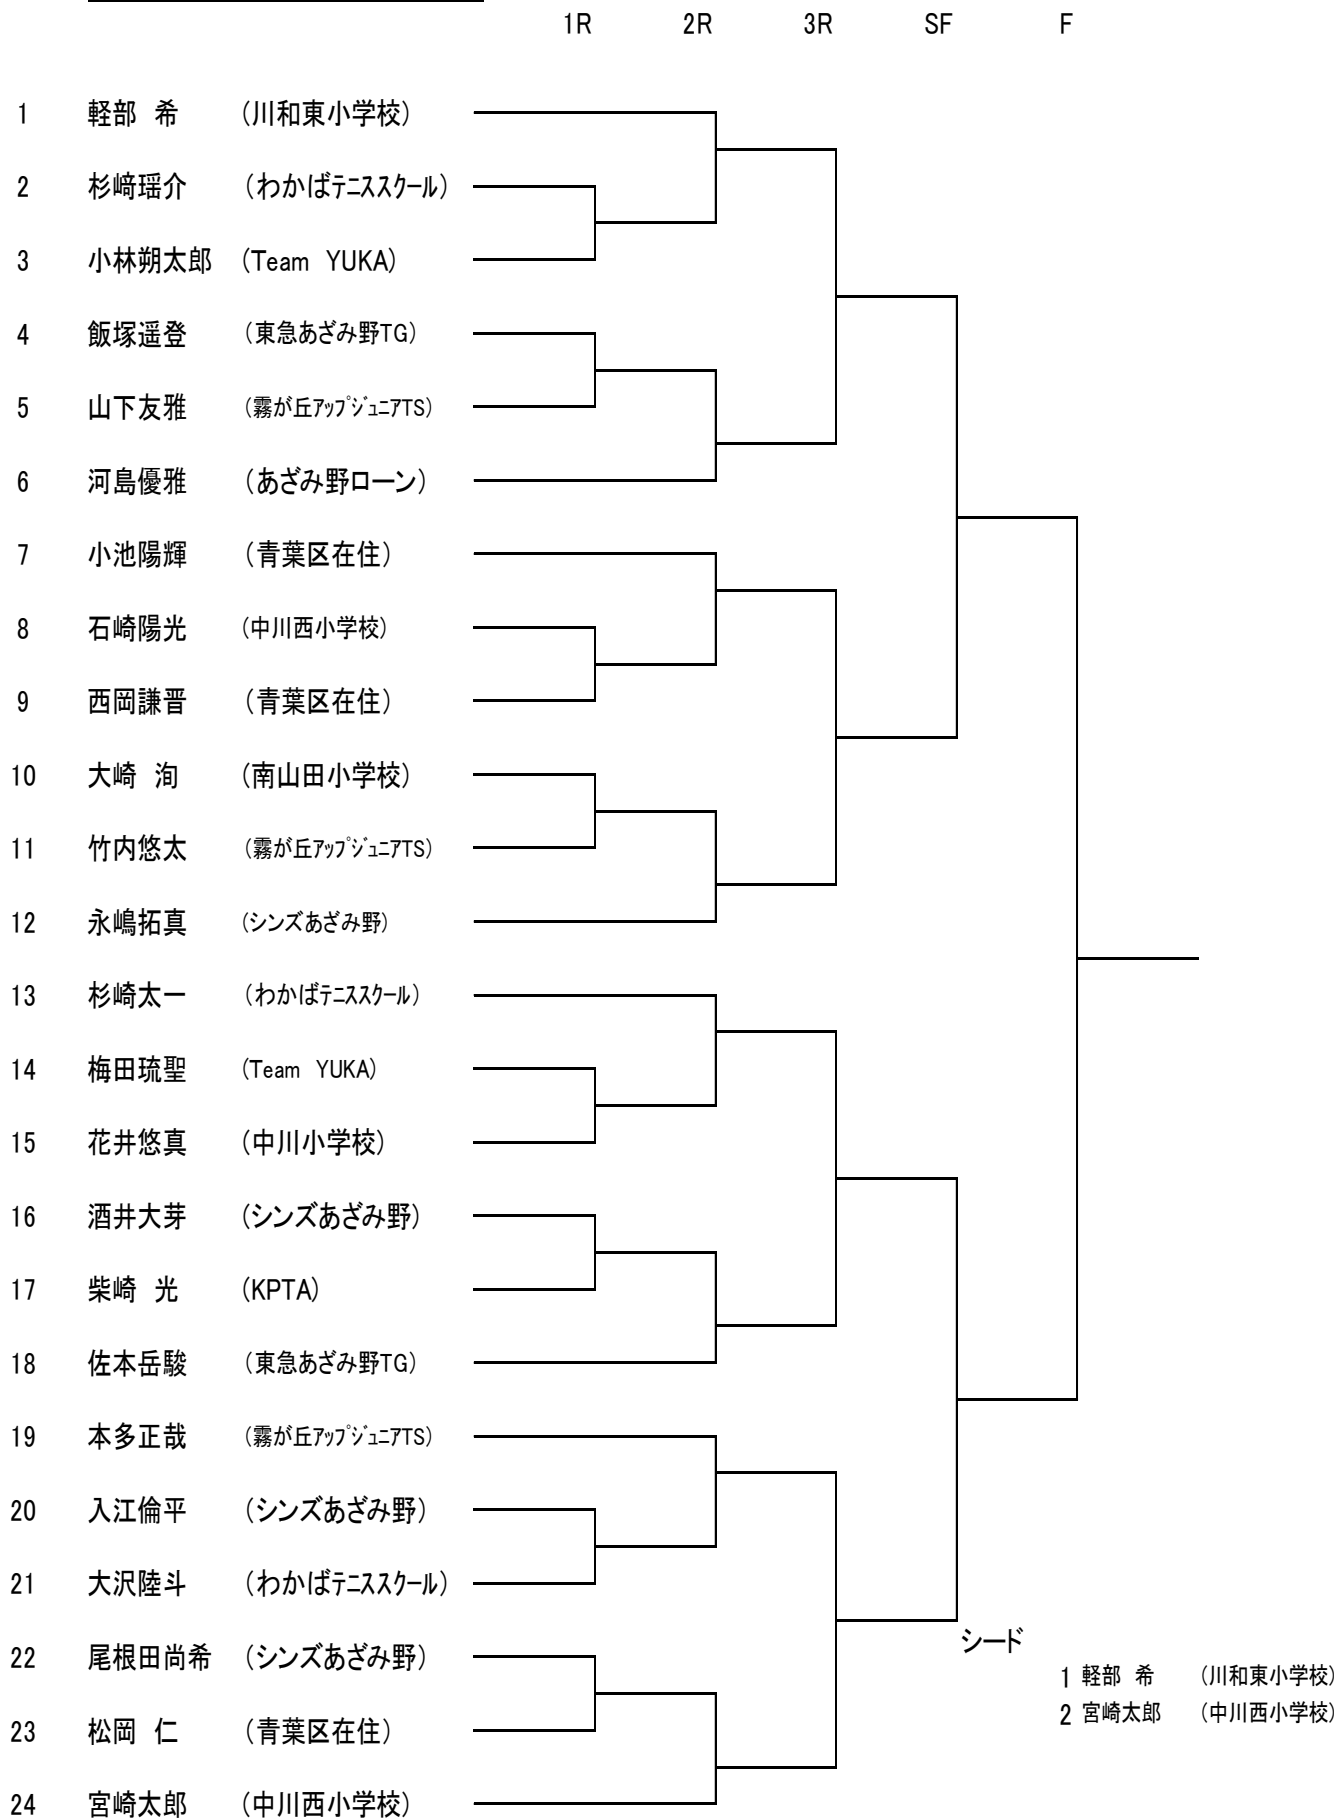 1R 2R 3R SF F
1 軽部 希 (川和東小学校)
2 杉﨑瑶介 (わかばﾃﾆｽｽｸｰﾙ)
3 小林朔太郎 (Team YUKA)
4 飯塚遥登 (東急あざみ野TG)
5 山下友雅 (霧が丘ｱｯﾌﾟｼﾞｭﾆｱTS)
6 河島優雅 (あざみ野ローン)
7 小池陽輝 (青葉区在住)
8 石崎陽光 (中川西小学校)
9 西岡謙晋 (青葉区在住)
10 大崎 洵 (南山田小学校)
11 竹内悠太 (霧が丘ｱｯﾌﾟｼﾞｭﾆｱTS)
12 永嶋拓真 (シンズあざみ野)
13 杉崎太一 (わかばﾃﾆｽｽｸｰﾙ)
14 梅田琉聖 (Team YUKA)
15 花井悠真 (中川小学校)
16 酒井大芽 (シンズあざみ野)
17 柴崎 光 (KPTA)
18 佐本岳駿 (東急あざみ野TG)
19 本多正哉 (霧が丘ｱｯﾌﾟｼﾞｭﾆｱTS)
20 入江倫平 (シンズあざみ野)
21 大沢陸斗 (わかばﾃﾆｽｽｸｰﾙ)
22 尾根田尚希 (シンズあざみ野)
23 松岡 仁 (青葉区在住)
24 宮崎太郎 (中川西小学校)
シード
1 軽部 希 (川和東小学校)
2 宮崎太郎 (中川西小学校)